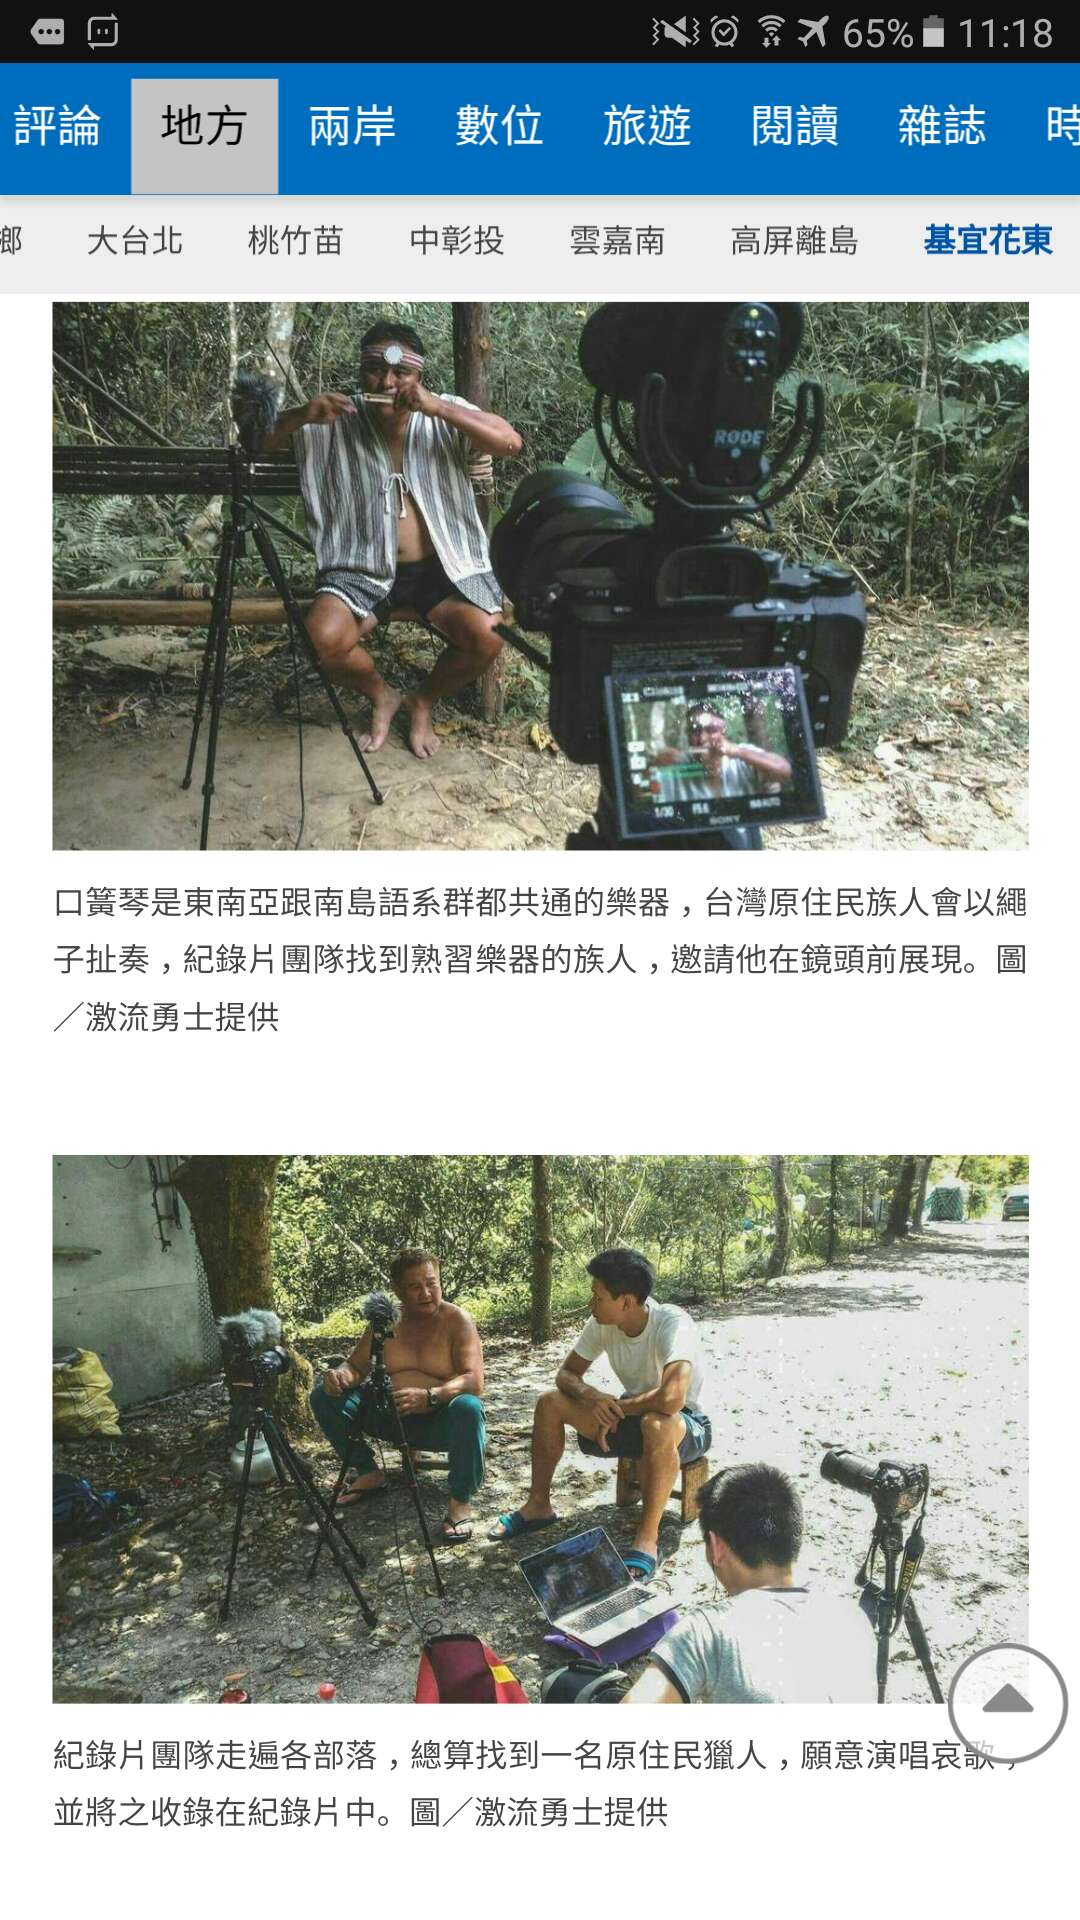 65% 11:18
評論 地方 兩岸 數位 旅遊 閱讀 雜誌 時
鄉 大台北 桃竹苗 中彰投 雲嘉南 高屏離島 基宜花東
RØDE
1/30 F5.6
SONY
口簧琴是東南亞跟南島語系群都共通的樂器，台灣原住民族人會以繩
子扯奏，紀錄片團隊找到熟習樂器的族人，邀請他在鏡頭前展現。圖
／激流勇士提供
紀錄片團隊走遍各部落，總算找到一名原住民獵人，願意演唱哀歌，
並將之收錄在紀錄片中。圖／激流勇士提供